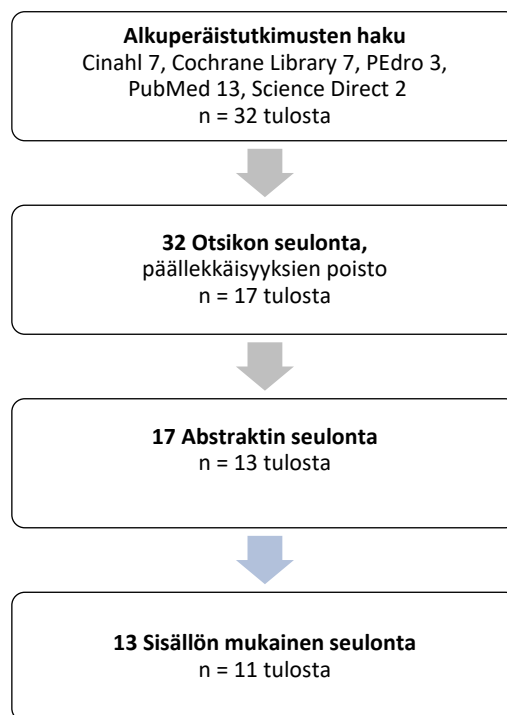 Alkuperäistutkimusten haku
Cinahl 7, Cochrane Library 7, PEdro 3,
PubMed 13, Science Direct 2
n = 32 tulosta
32 Otsikon seulonta,
päällekkäisyyksien poisto
n = 17 tulosta
17 Abstraktin seulonta
n = 13 tulosta
13 Sisällön mukainen seulonta
n = 11 tulosta